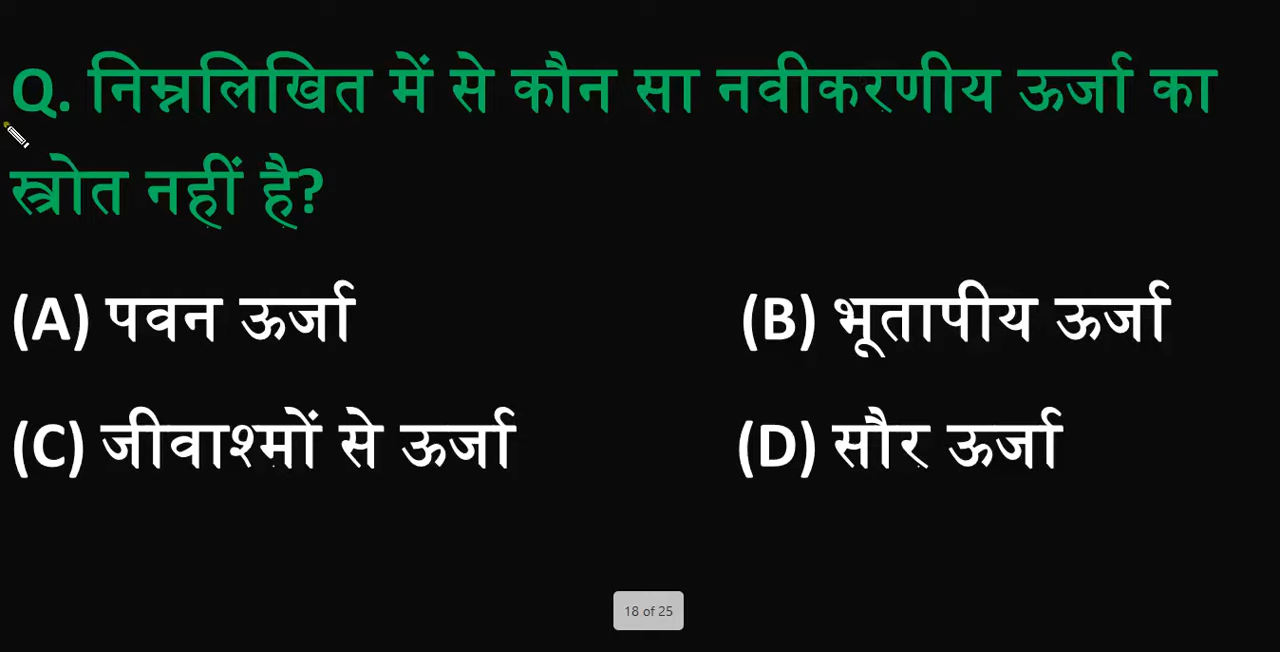 Q. निम्नलिखित में से कौन सा नवीकरणीय ऊर्जा का
स्त्रोत नहीं है?
(A) पवन ऊर्जा (B) भूतापीय ऊर्जा
(C) जीवाश्मों से ऊर्जा (D) सौर ऊर्जा
18 of 25